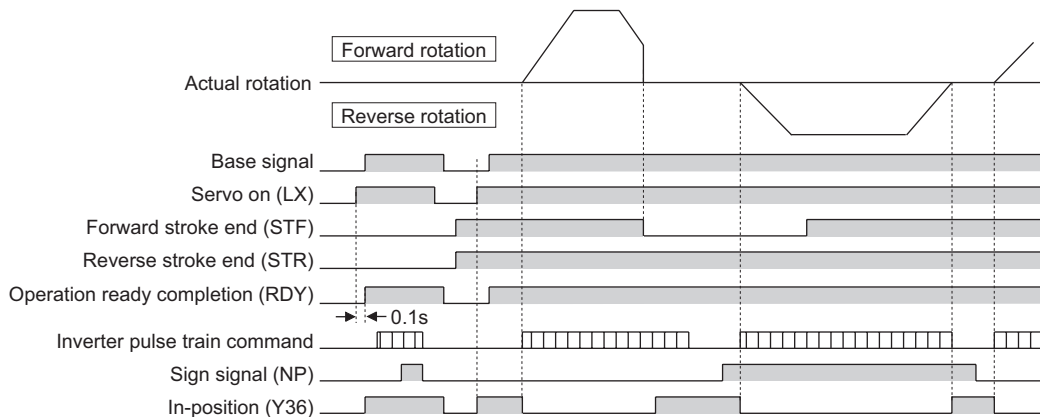 Forward rotation
Actual rotation
Reverse rotation
Base signal
Servo on (LX)
Forward stroke end (STF)
Reverse stroke end (STR)
Operation ready completion (RDY)
0.1s
Inverter pulse train command
Sign signal (NP)
In-position (Y36)